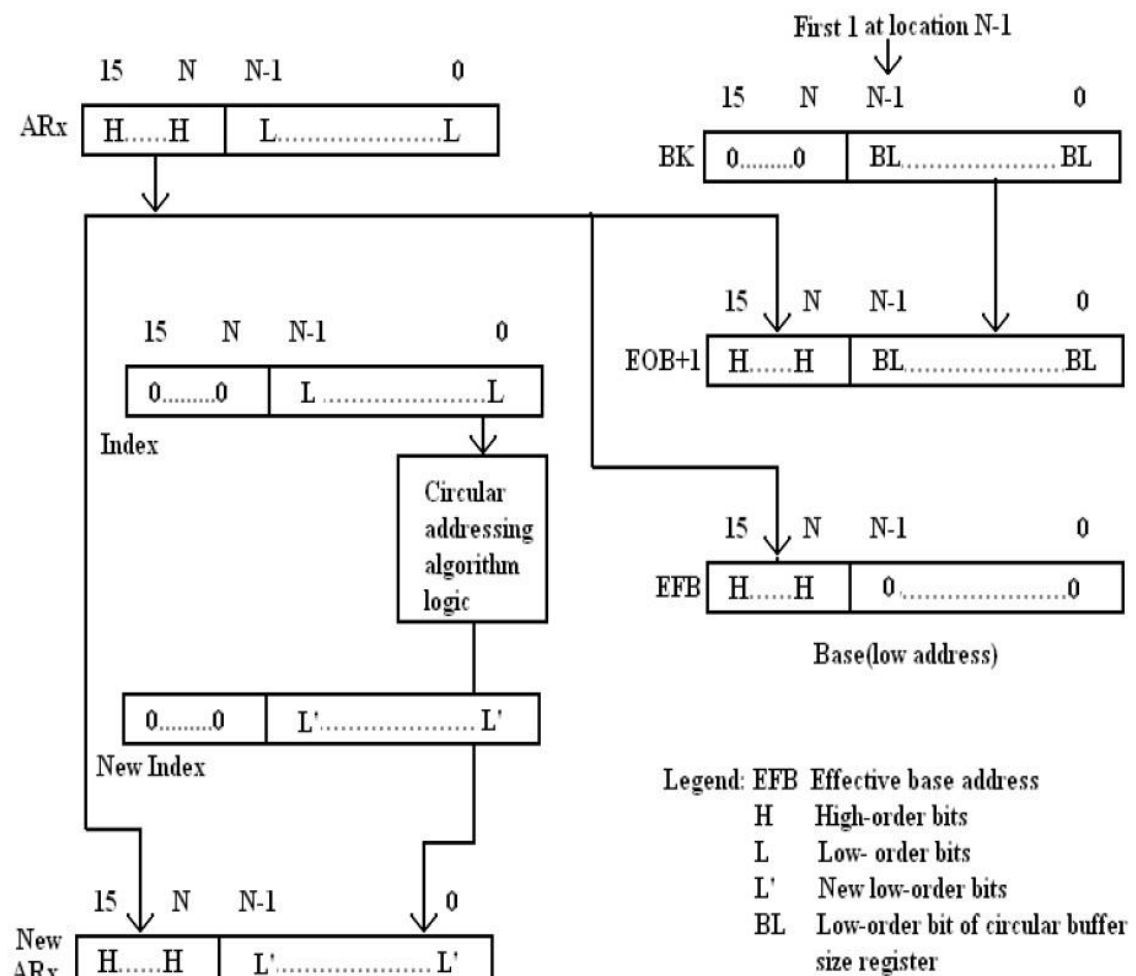 First 1 at location N-1
15 N N-1 0
ARx H......H L......................L
15 N N-1 0
BK 0.........0 BL.................... BL
15 N N-1 0
EOB+1 H......H BL......................BL
15 N N-1 0
0.........0 L ......................L
Index
Circular
addressing
algorithm
logic
15 N N-1 0
EFB H......H 0.......................0
Base(low address)
0.........0 L'..................... L'
New Index
Legend: EFB Effective base address
H High-order bits
L Low- order bits
L' New low-order bits
BL Low-order bit of circular buffer
size register
15 N N-1 0
New
ARx H......H L'..................... L'